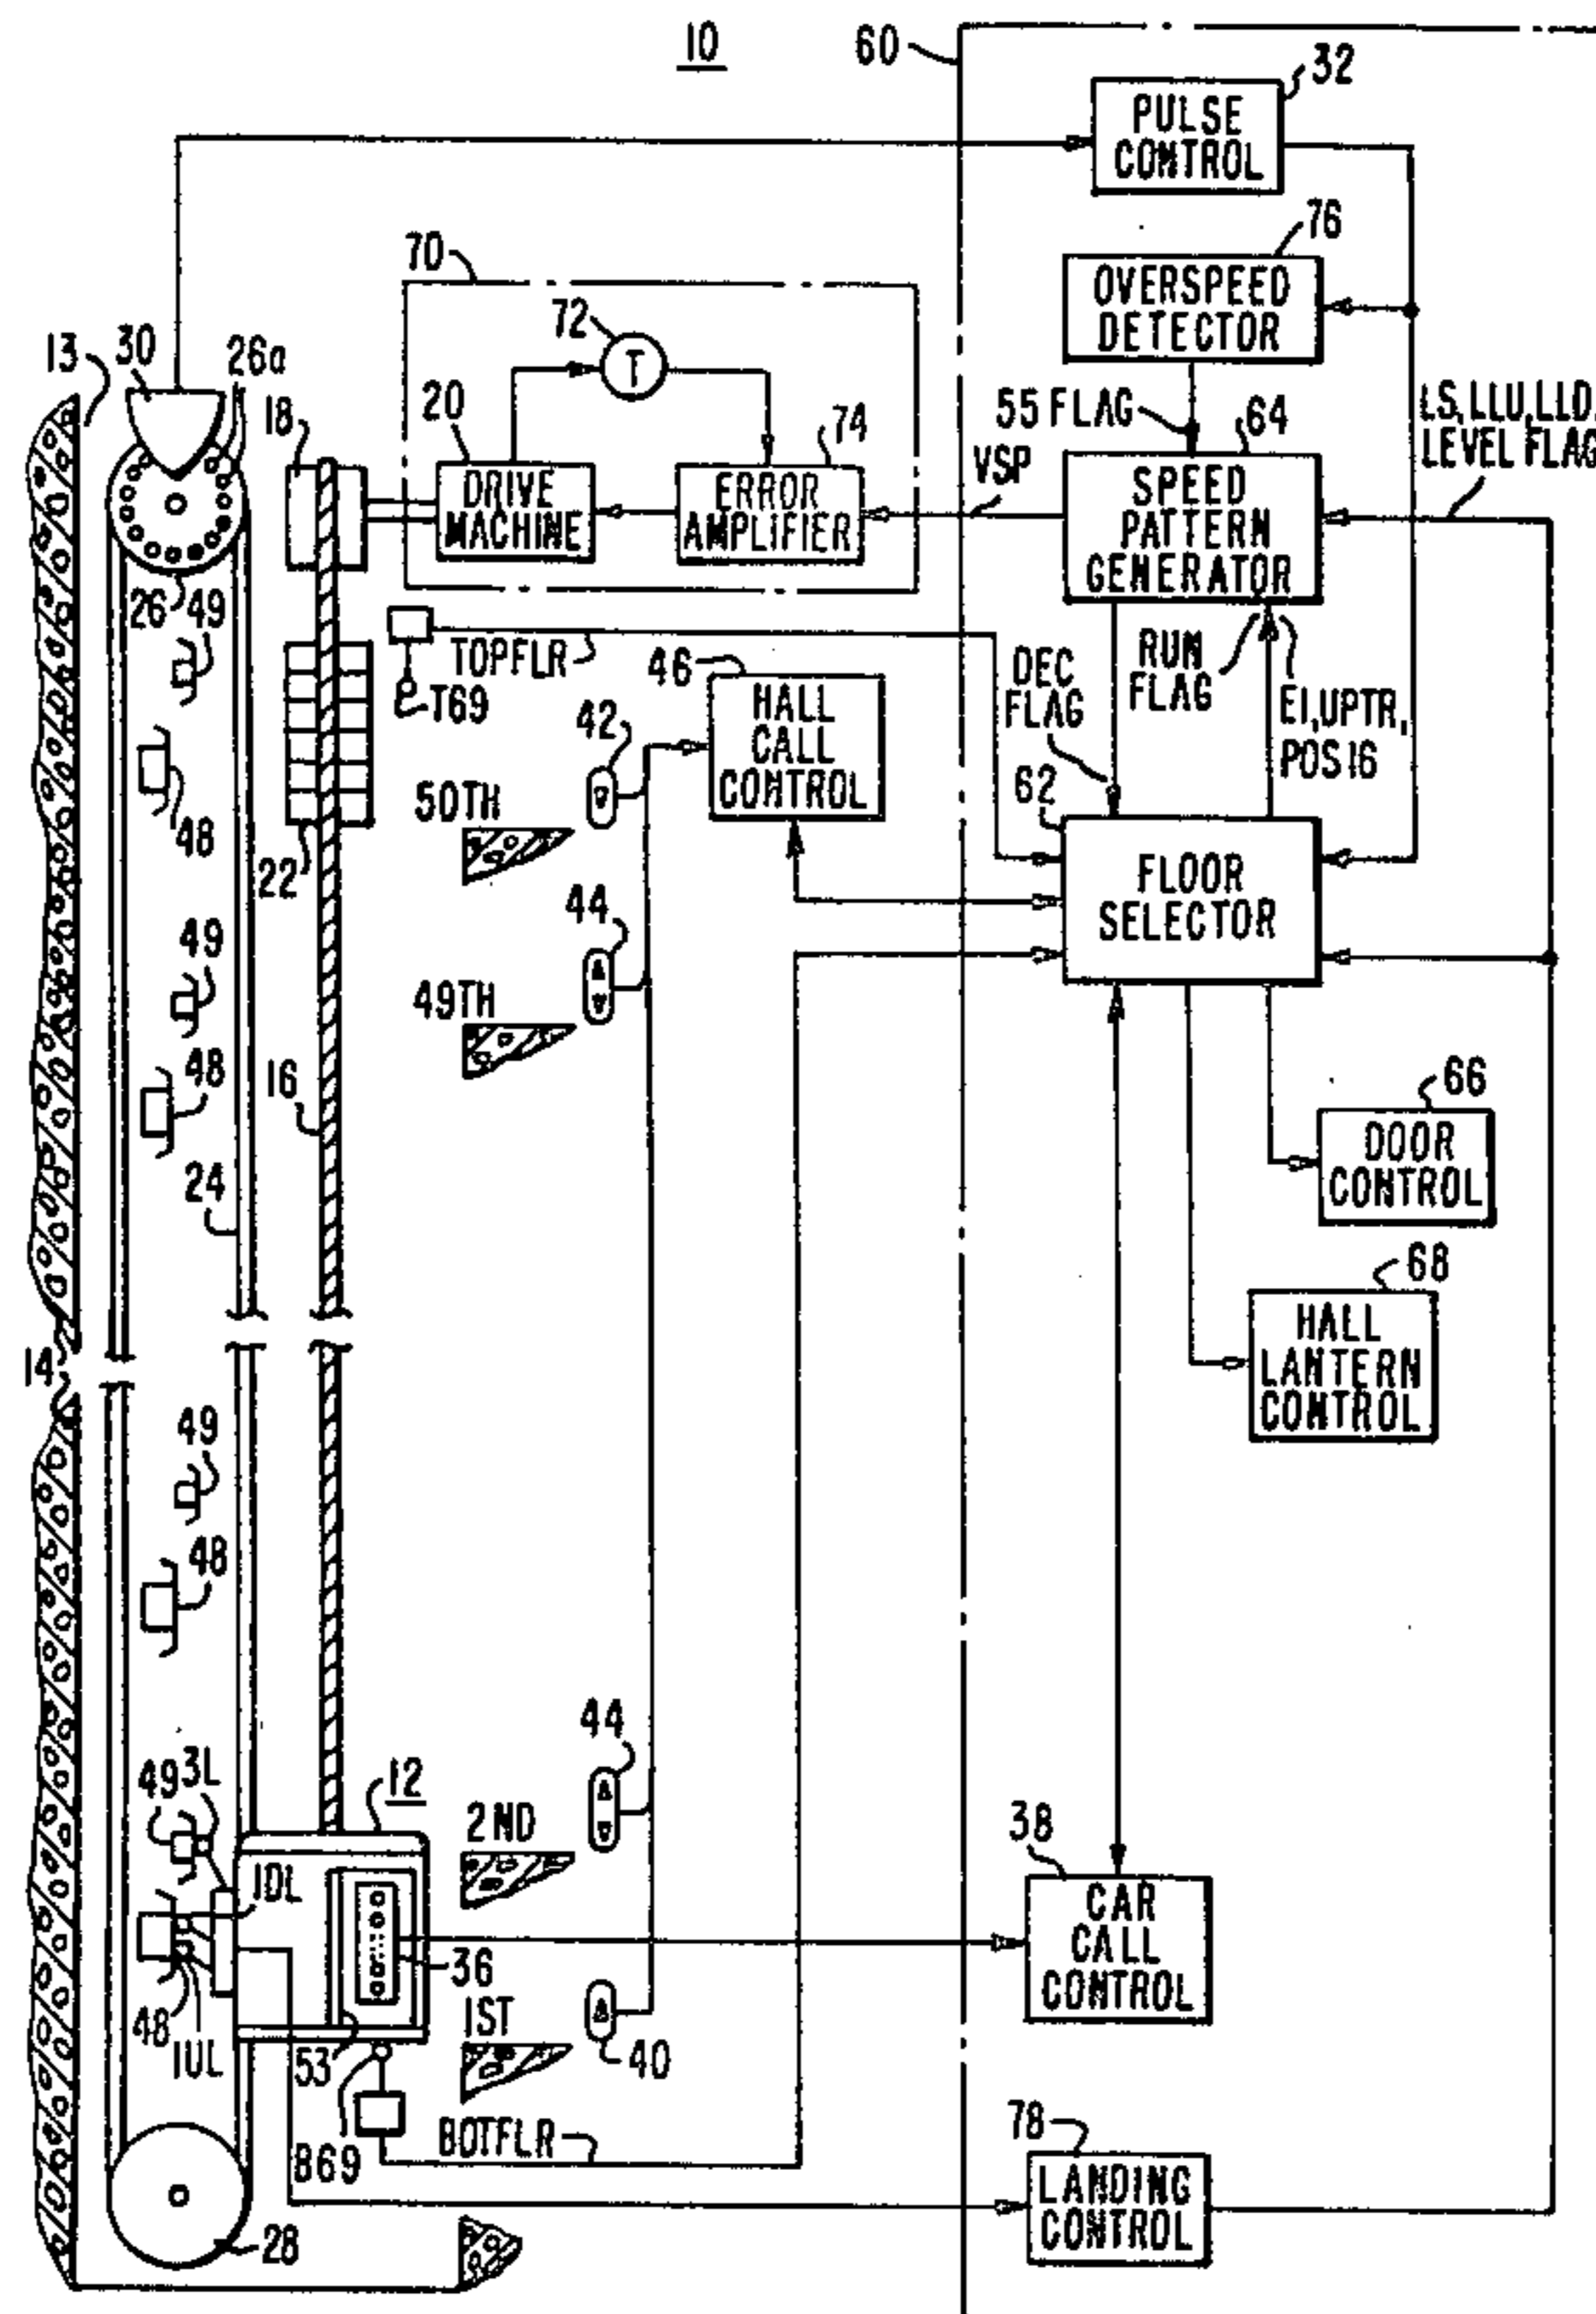 10
60
32
PULSE
CONTROL
76
OVERSPEED
DETECTOR
70
72
T
13
30
26a
18
20
74
DRIVE
MACHINE
ERROR
AMPLIFIER
55 FLAG
VSP
64
SPEED
PATTERN
GENERATOR
LS, LLU, LLD,
LEVEL FLAG
26
49
TOPFLR
T69
46
HALL
CALL
CONTROL
DEC
FLAG
RUN
FLAG
EI, UPTR,
POS16
48
22
50TH
42
62
FLOOR
SELECTOR
44
49
49TH
48
16
24
66
DOOR
CONTROL
68
HALL
LANTERN
CONTROL
14
49
48
44
49
3L
12
2ND
1DL
38
CAR
CALL
CONTROL
36
48
1UL
53
1ST
40
B69
BOTFLR
78
LANDING
CONTROL
28